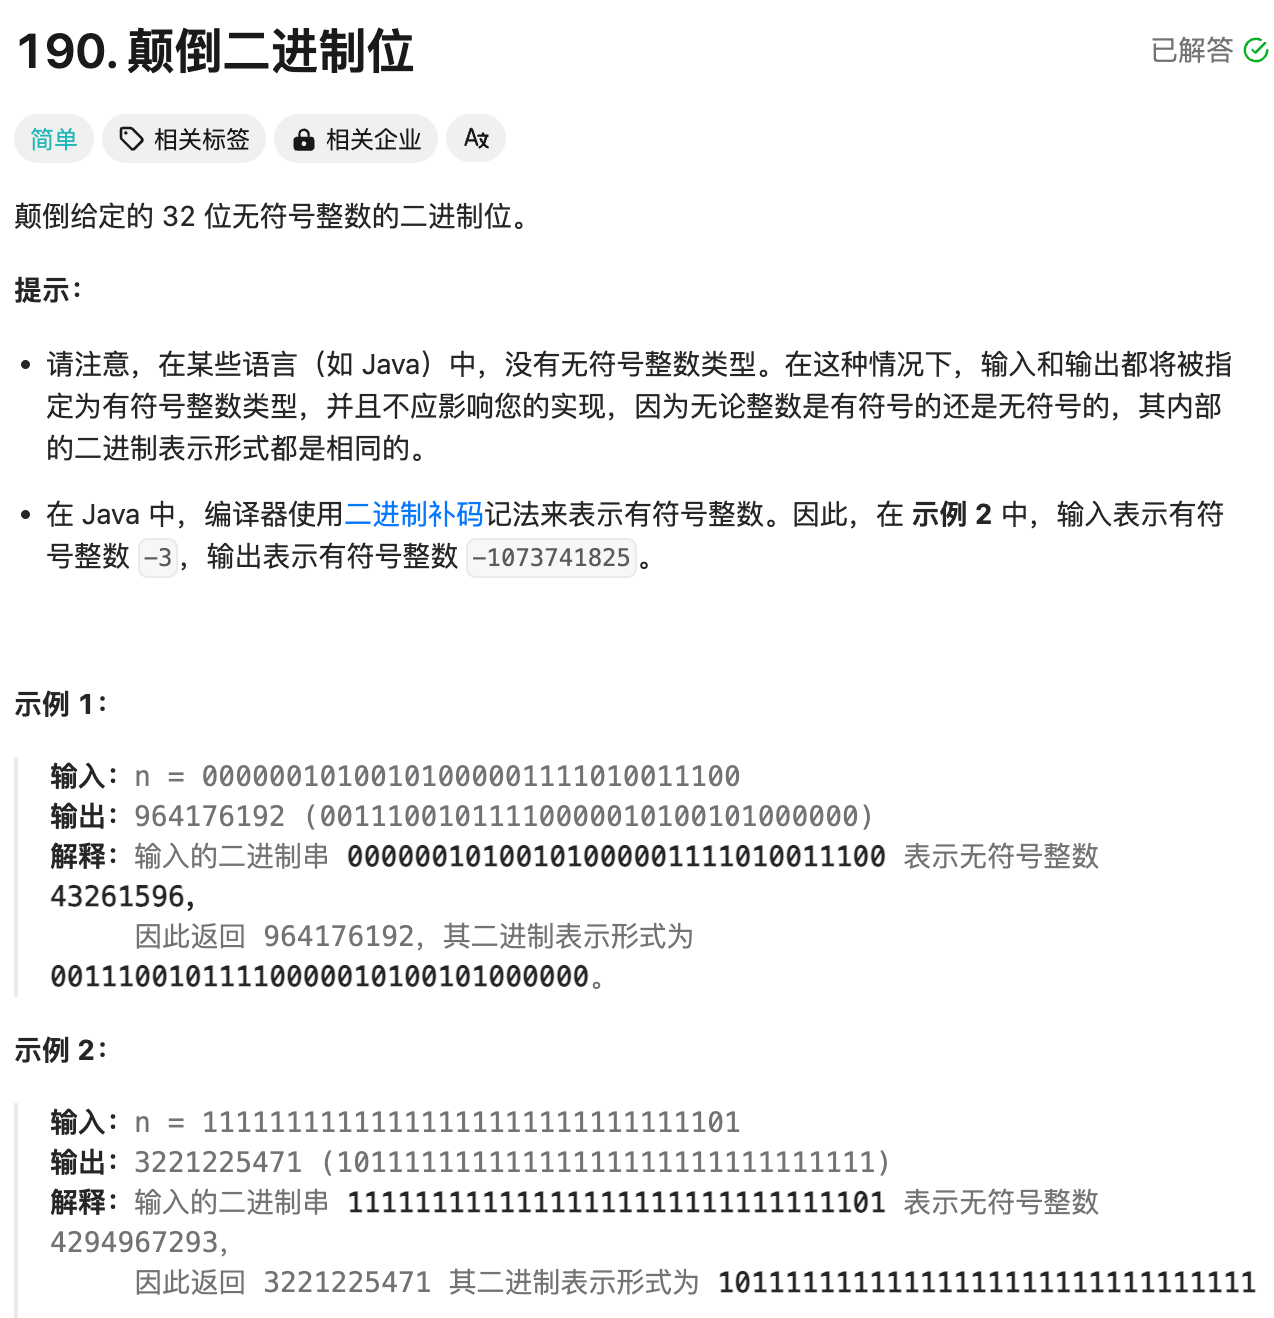 190. 颠倒二进制位
已解答
简单 相关标签 相关企业 A文
颠倒给定的 32 位无符号整数的二进制位。
提示：
• 请注意，在某些语言（如 Java）中，没有无符号整数类型。在这种情况下，输入和输出都将被指
定为有符号整数类型，并且不应影响您的实现，因为无论整数是有符号的还是无符号的，其内部
的二进制表示形式都是相同的。
• 在 Java 中，编译器使用二进制补码记法来表示有符号整数。因此，在 示例 2 中，输入表示有符
号整数 -3，输出表示有符号整数 -1073741825。
示例 1：
输入：n = 00000010100101000001111010011100
输出：964176192 (00111001011110000010100101000000)
解释：输入的二进制串 00000010100101000001111010011100 表示无符号整数
43261596，
因此返回 964176192，其二进制表示形式为
00111001011110000010100101000000。
示例 2：
输入：n = 11111111111111111111111111111101
输出：3221225471 (10111111111111111111111111111111)
解释：输入的二进制串 11111111111111111111111111111101 表示无符号整数
4294967293，
因此返回 3221225471 其二进制表示形式为 10111111111111111111111111111111